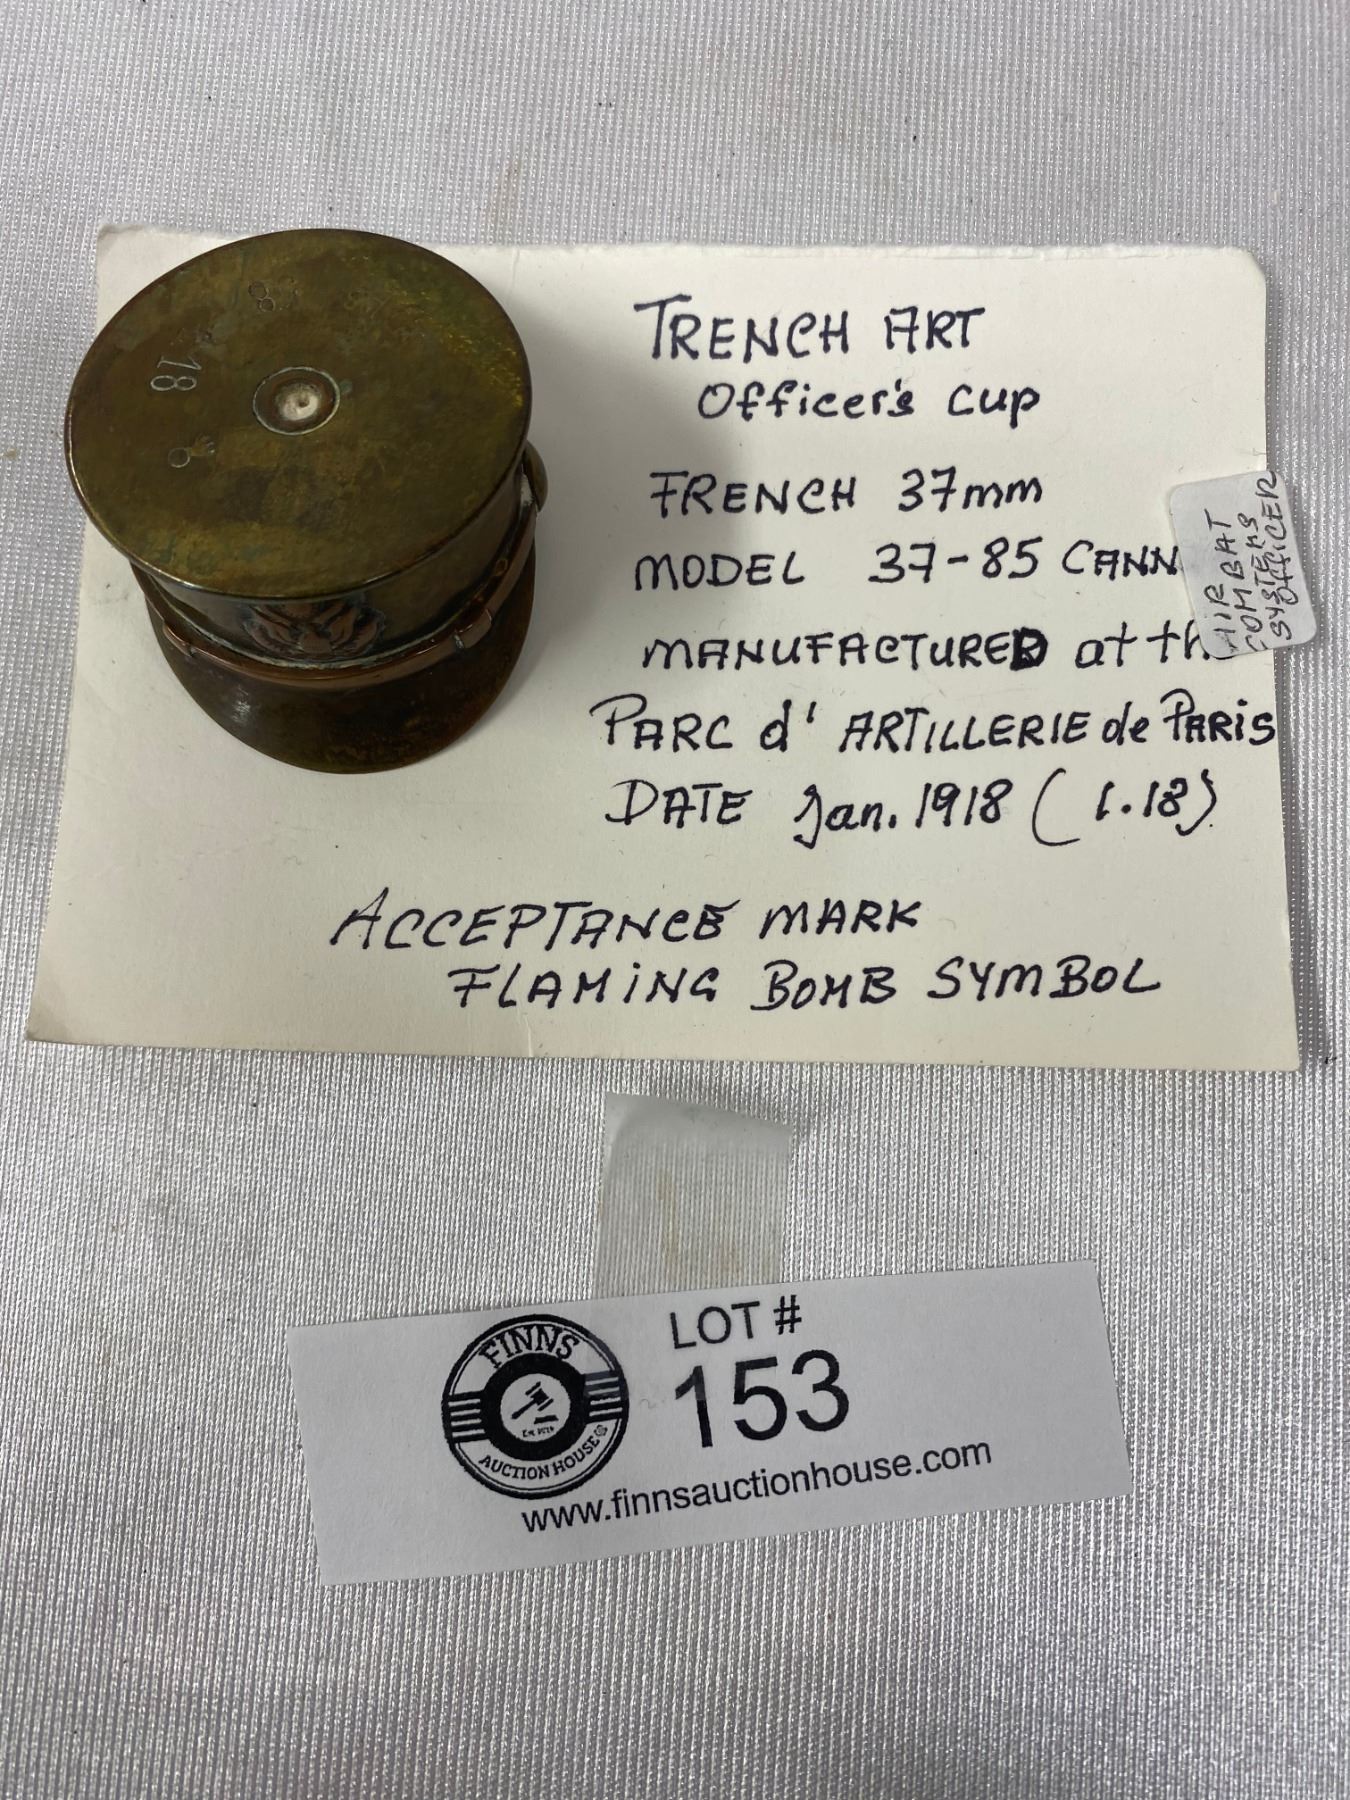 TRENCH ART
Officer's cup
FRENCH 37mm
MODEL 37-85 CANN
MANUFACTURED at th
PARC d' ARTILLERIE de PARIS
DATE Jan. 1918 (1.18)
ACCEPTANCE MARK
FLAMING BOMB SYMBOL
AIR BAT
COMBAT
SYSTEMS
OFFICER
18
LOT #
153
www.finnsauctionhouse.com
FINNS
AUCTION HOUSE